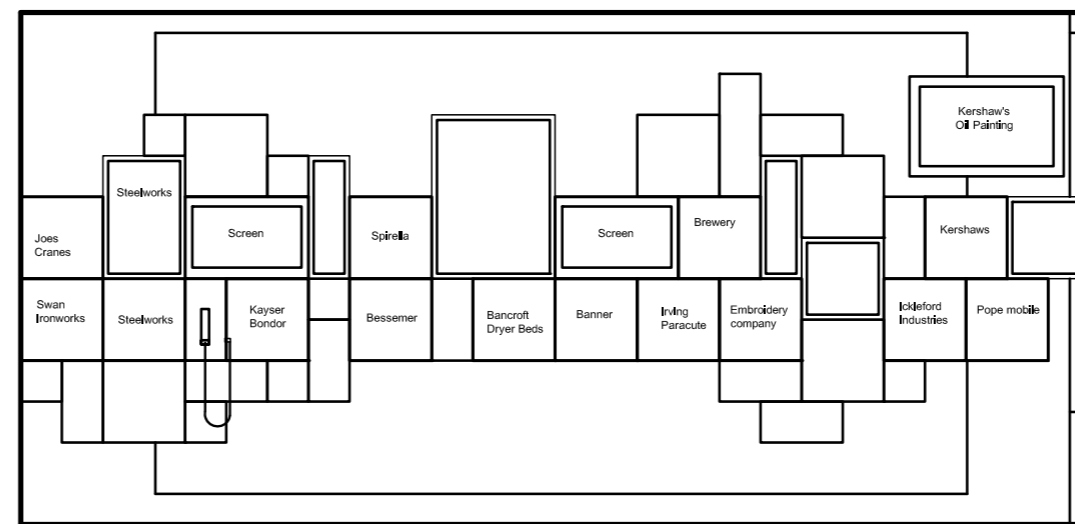 Kershaw's
Oil Painting
Steelworks
Joes
Cranes
Screen
Spirella
Screen
Brewery
Kershaws
Swan
Ironworks
Steelworks
Kayser
Bondor
Bessemer
Bancroft
Dryer Beds
Banner
Irving
Paracute
Embroidery
company
Ickleford
Industries
Pope mobile